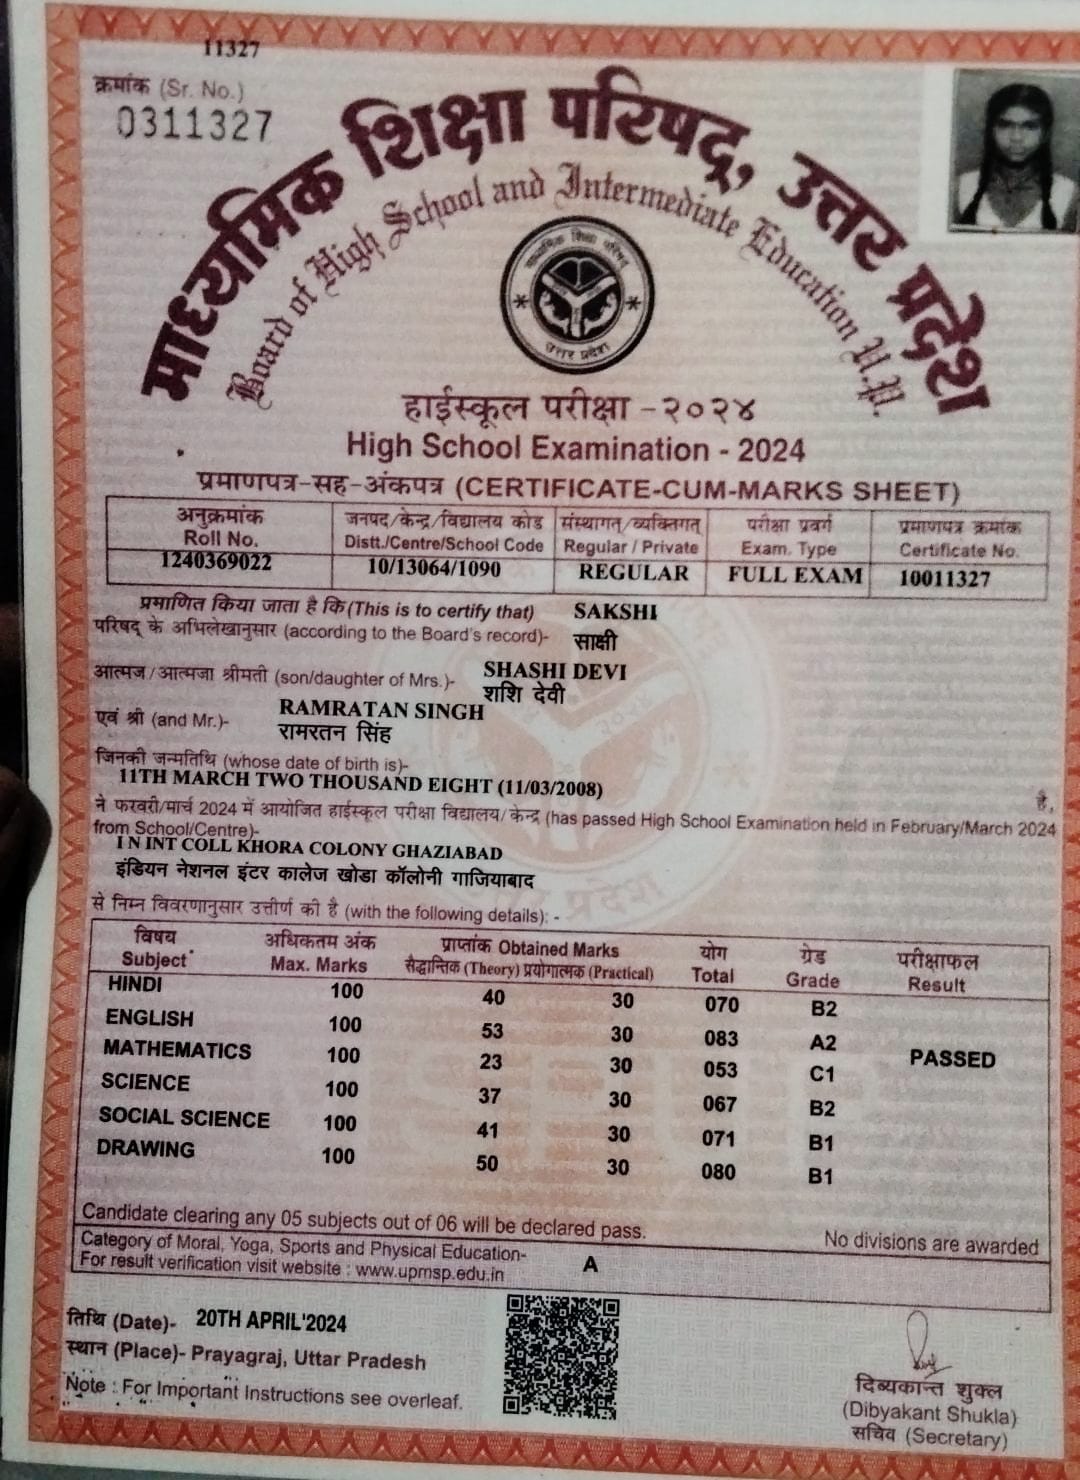 11327
क्रमांक (Sr. No.)
0311327
माध्यमिक शिक्षा परिषद्, उत्तर प्रदेश
Board of High School and Intermediate Education U.P.
माध्यमिक शिक्षा परिषद्
उत्तर प्रदेश
हाईस्कूल परीक्षा - २०२४
High School Examination - 2024
प्रमाणपत्र-सह-अंकपत्र (CERTIFICATE-CUM-MARKS SHEET)
अनुक्रमांक जनपद/केन्द्र/विद्यालय कोड संस्थागत्/व्यक्तिगत् परीक्षा प्रवर्ग प्रमाणपत्र क्रमांक
Roll No. Distt./Centre/School Code Regular / Private Exam. Type Certificate No.
1240369022 10/13064/1090 REGULAR FULL EXAM 10011327
प्रमाणित किया जाता है कि (This is to certify that) SAKSHI
परिषद् के अभिलेखानुसार (according to the Board's record)- साक्षी
आत्मज/आत्मजा श्रीमती (son/daughter of Mrs.)- SHASHI DEVI
शशि देवी
एवं श्री (and Mr.)- RAMRATAN SINGH
रामरतन सिंह
जिनकी जन्मतिथि (whose date of birth is)-
11TH MARCH TWO THOUSAND EIGHT (11/03/2008) है,
ने फरवरी/मार्च 2024 में आयोजित हाईस्कूल परीक्षा विद्यालय/केन्द्र (has passed High School Examination held in February/March 2024
from School/Centre)-
I N INT COLL KHORA COLONY GHAZIABAD
इंडियन नेशनल इंटर कालेज खोडा कॉलोनी गाजियाबाद
से निम्न विवरणानुसार उत्तीर्ण की है (with the following details): -
विषय अधिकतम अंक प्राप्तांक Obtained Marks योग ग्रेड परीक्षाफल
Subject Max. Marks सैद्धान्तिक (Theory) प्रयोगात्मक (Practical) Total Grade Result
HINDI 100 40 30 070 B2
ENGLISH 100 53 30 083 A2
MATHEMATICS 100 23 30 053 C1 PASSED
SCIENCE 100 37 30 067 B2
SOCIAL SCIENCE 100 41 30 071 B1
DRAWING 100 50 30 080 B1
Candidate clearing any 05 subjects out of 06 will be declared pass. No divisions are awarded
Category of Moral, Yoga, Sports and Physical Education- A
For result verification visit website : www.upmsp.edu.in
तिथि (Date)- 20TH APRIL'2024
स्थान (Place)- Prayagraj, Uttar Pradesh
Note : For Important Instructions see overleaf.
दिब्यकान्त शुक्ल
(Dibyakant Shukla)
सचिव (Secretary)